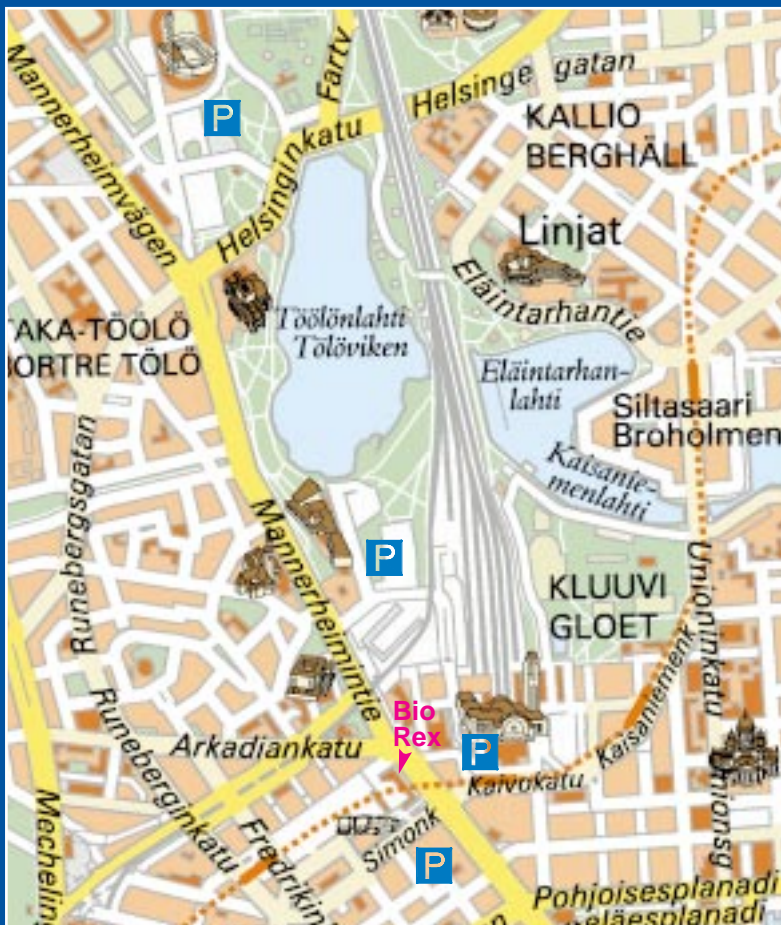 Fartv
Mannerheimvägen
P
Helsinge gatan
KALLIO
BERGHÄLL
Helsinginkatu
Linjat
Eläintarhantie
Töölönlahti
Tölöviken
TAKA-TÖÖLÖ
BORTRE TÖLÖ
Eläintarhan-
lahti
Siltasaari
Broholmen
Runebergsgatan
Kaisanie-
menlahti
Mannerheimintie
P
KLUUVI
GLOET
Unioninkatu
Bio
Rex
Kaisaniemenk
Runeberginkatu
Arkadiankatu
P
Kaivokatu
Unionsg
Mechelin
Fredrikin
Simonk
P
Pohjoisesplanadi
eläesplanadi